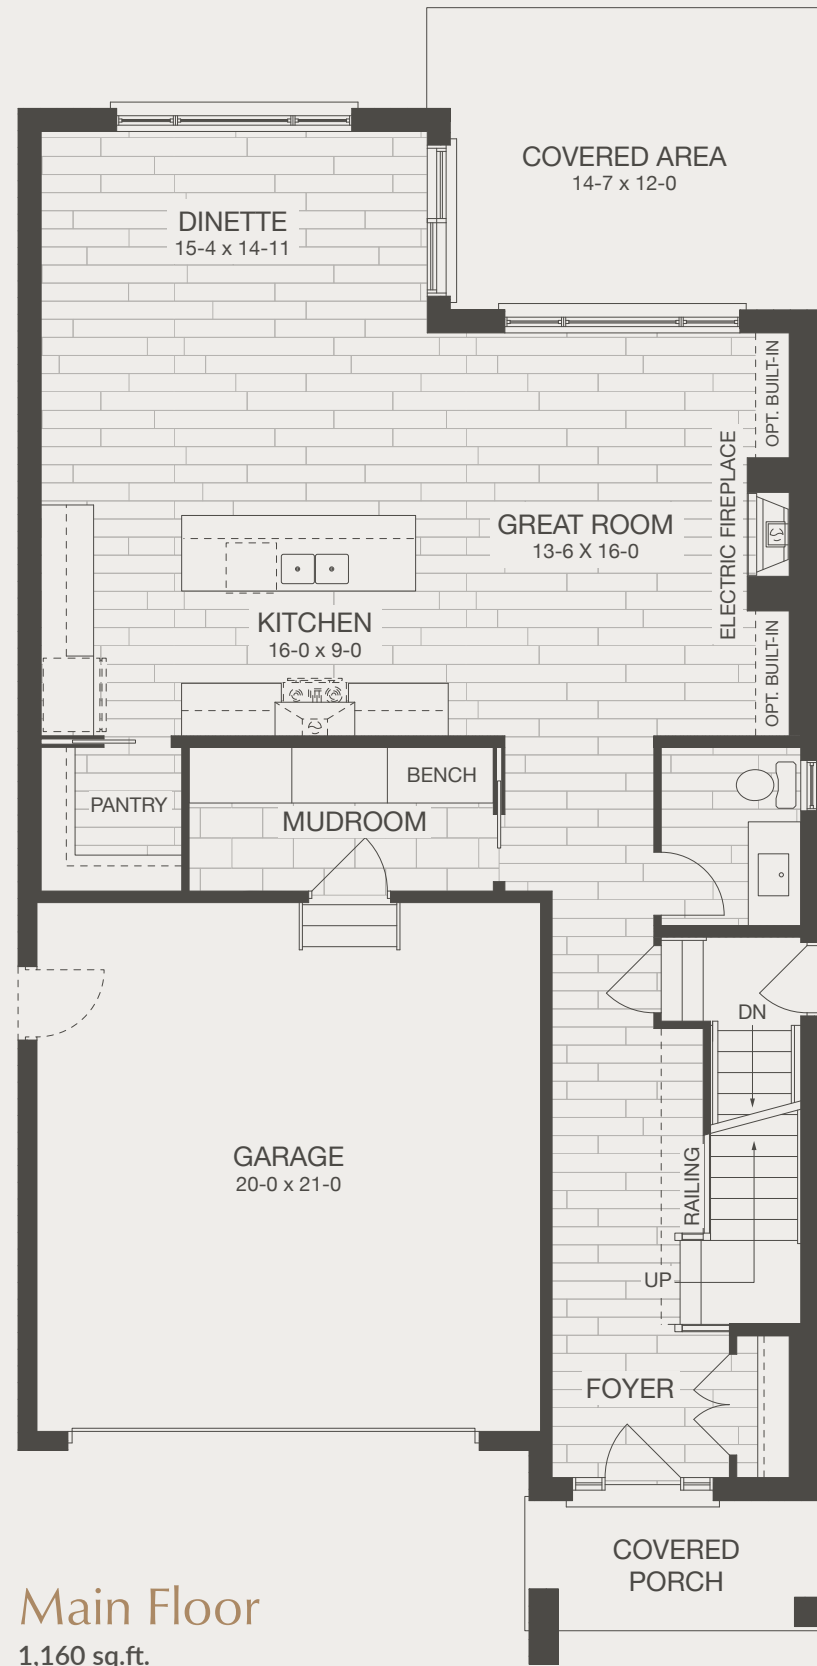 COVERED AREA
14-7 x 12-0
DINETTE
15-4 x 14-11
OPT. BUILT-IN
ELECTRIC FIREPLACE
GREAT ROOM
13-6 X 16-0
KITCHEN
16-0 x 9-0
OPT. BUILT-IN
BENCH
PANTRY
MUDROOM
DN
GARAGE
20-0 x 21-0
RAILING
UP
FOYER
COVERED
PORCH
Main Floor
1,160 sq.ft.